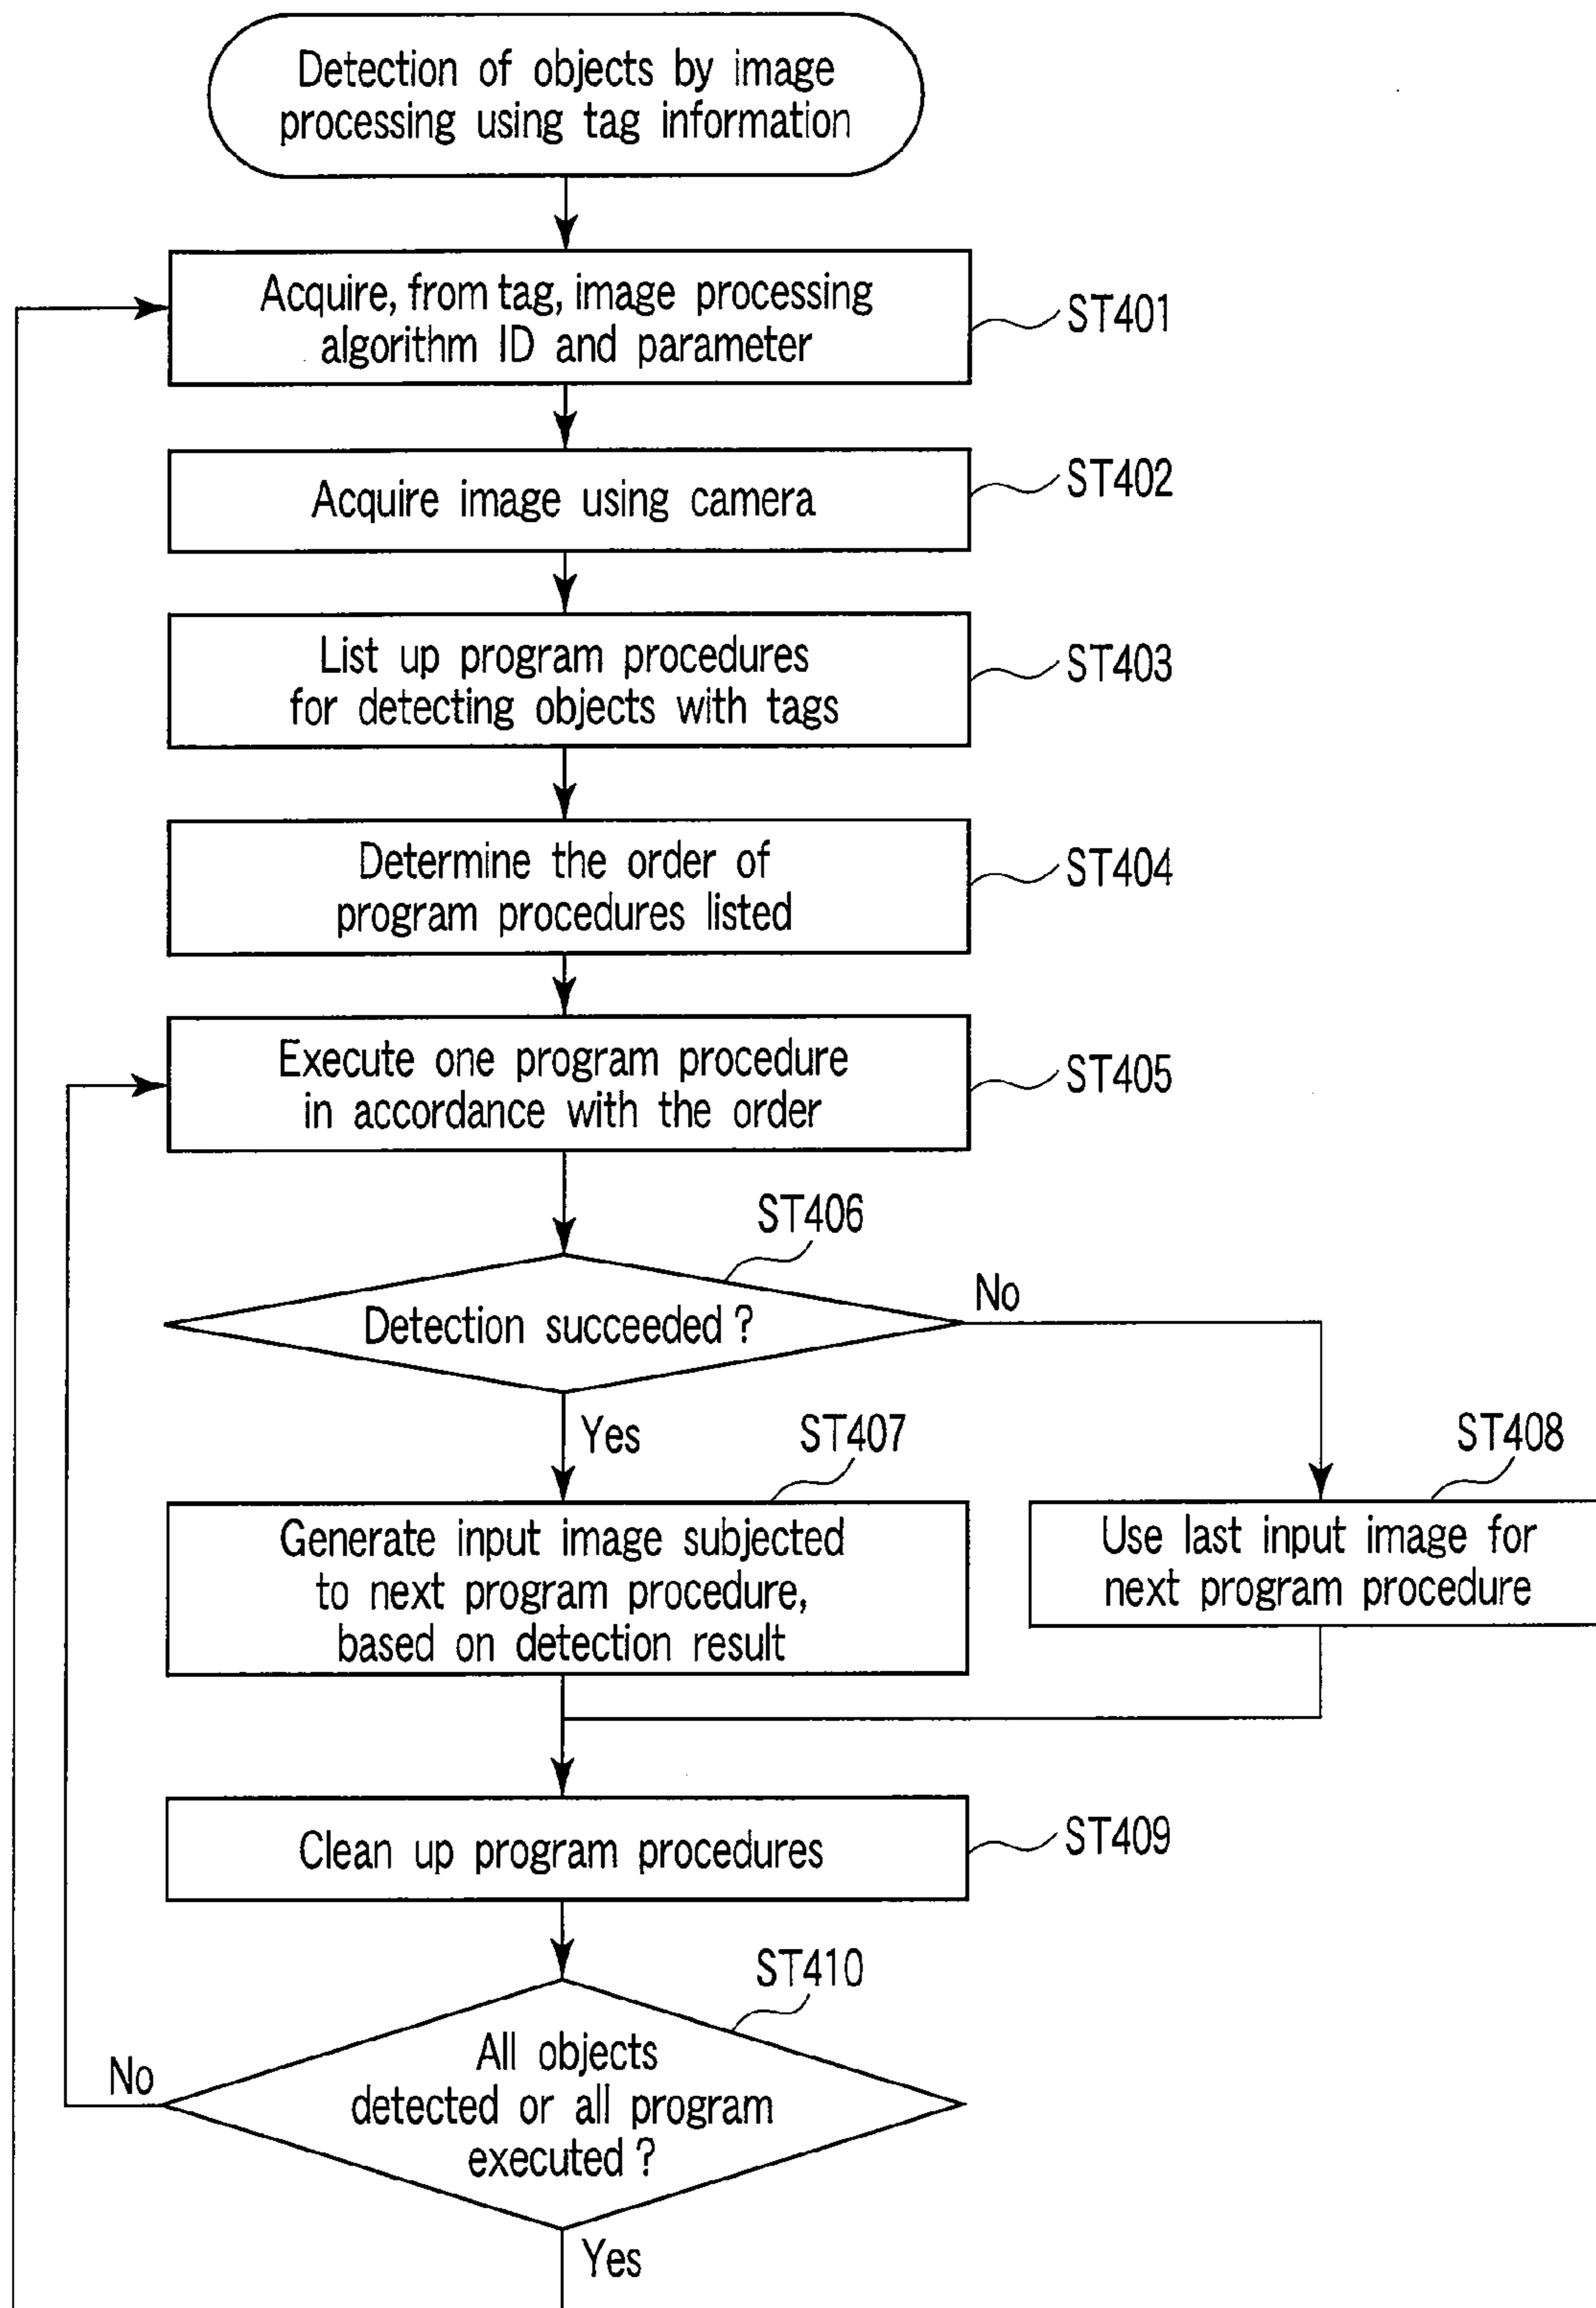 Detection of objects by image
processing using tag information
Acquire, from tag, image processing
algorithm ID and parameter
ST401
Acquire image using camera
ST402
List up program procedures
for detecting objects with tags
ST403
Determine the order of
program procedures listed
ST404
Execute one program procedure
in accordance with the order
ST405
ST406
Detection succeeded ?
No
Yes
ST407
ST408
Generate input image subjected
to next program procedure,
based on detection result
Use last input image for
next program procedure
Clean up program procedures
ST409
ST410
All objects
detected or all program
executed ?
No
Yes